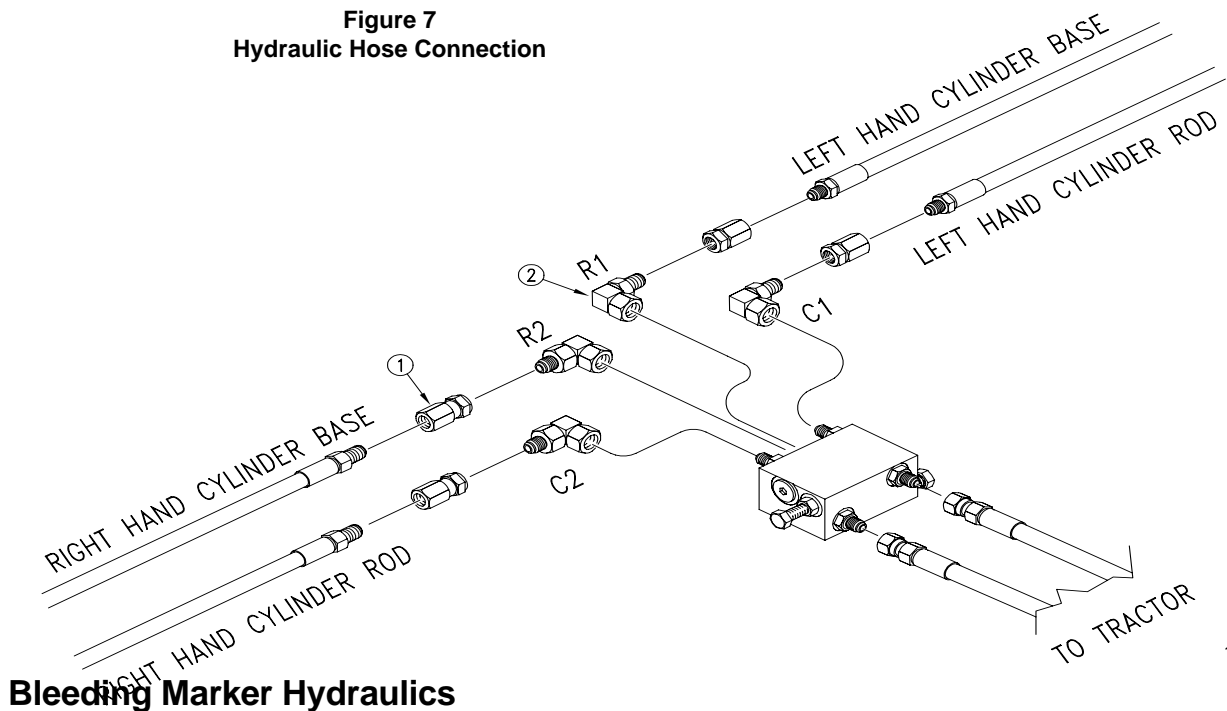 Figure 7
Hydraulic Hose Connection
LEFT HAND CYLINDER BASE
LEFT HAND CYLINDER ROD
2
R1
C1
R2
1
C2
RIGHT HAND CYLINDER BASE
RIGHT HAND CYLINDER ROD
TO TRACTOR
Bleeding Marker Hydraulics